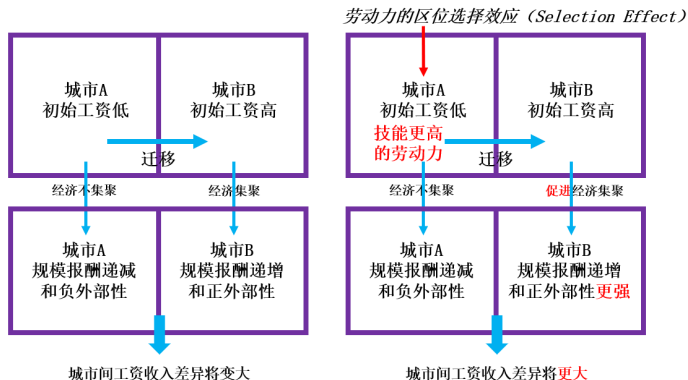 劳动力的区位选择效应（Selection Effect）
城市A
初始工资低
城市B
初始工资高
迁移
经济不集聚
经济集聚
城市A
规模报酬递减
和负外部性
城市B
规模报酬递增
和正外部性
城市间工资收入差异将变大
城市A
初始工资低
技能更高
的劳动力
城市B
初始工资高
迁移
经济不集聚
促进经济集聚
城市A
规模报酬递减
和负外部性
城市B
规模报酬递增
和正外部性更强
城市间工资收入差异将更大